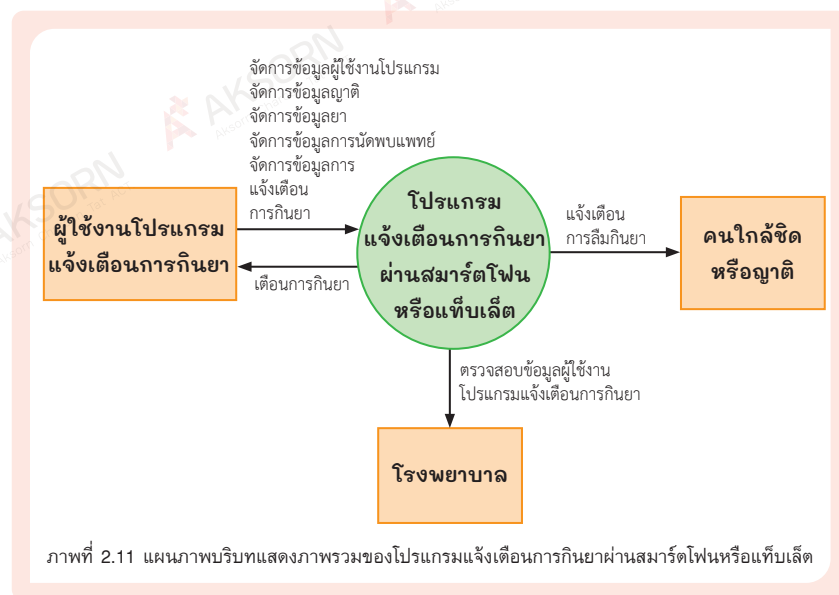 AKSORN
จัดการข้อมูลผู้ใช้งานโปรแกรม
จัดการข้อมูลญาติ
จัดการข้อมูลยา
จัดการข้อมูลการนัดพบแพทย์
จัดการข้อมูลการ
แจ้งเตือน
การกินยา
ผู้ใช้งานโปรแกรม
แจ้งเตือนการกินยา
เตือนการกินยา
โปรแกรม
แจ้งเตือนการกินยา
ผ่านสมาร์ตโฟน
หรือแท็บเล็ต
แจ้งเตือน
การลืมกินยา
คนใกล้ชิด
หรือญาติ
ตรวจสอบข้อมูลผู้ใช้งาน
โปรแกรมแจ้งเตือนการกินยา
โรงพยาบาล
ภาพที่ 2.11 แผนภาพบริบทแสดงภาพรวมของโปรแกรมแจ้งเตือนการกินยาผ่านสมาร์ตโฟนหรือแท็บเล็ต
AKSORN